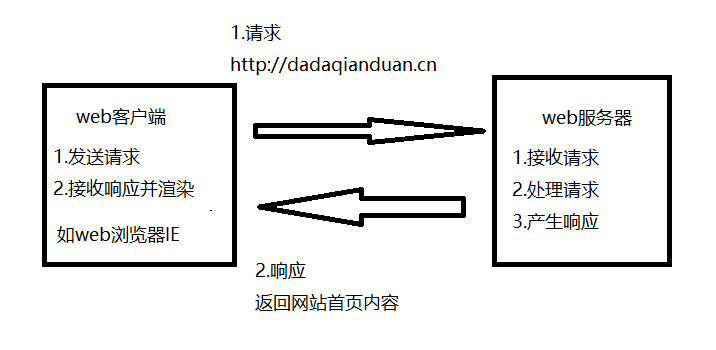 1.请求
http://dadaqianduan.cn
web客户端
1.发送请求
2.接收响应并渲染
如web浏览器IE
web服务器
1.接收请求
2.处理请求
3.产生响应
2.响应
返回网站首页内容